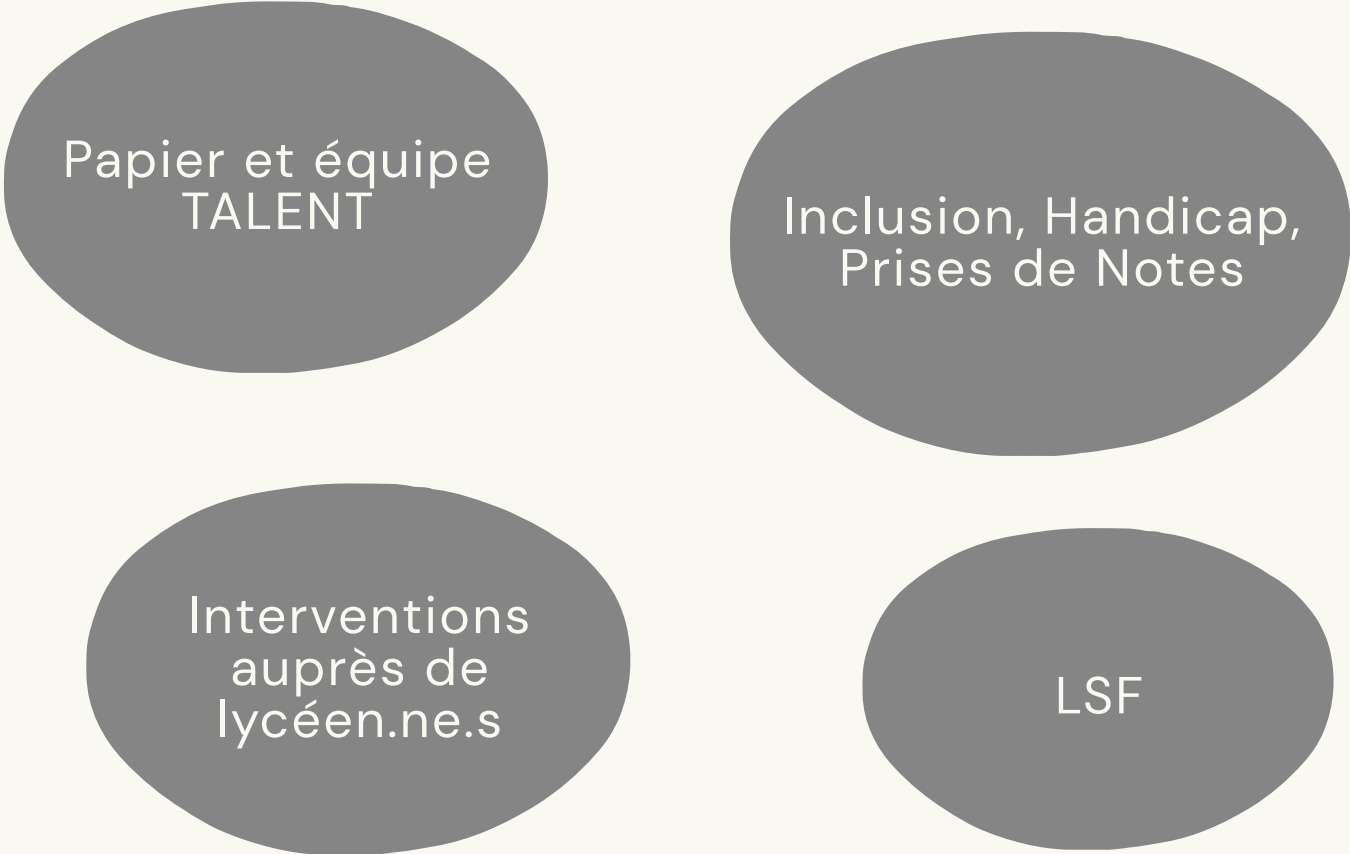 Papier et équipe
TALENT
Inclusion, Handicap,
Prises de Notes
Interventions
auprès de
lycéen.ne.s
LSF